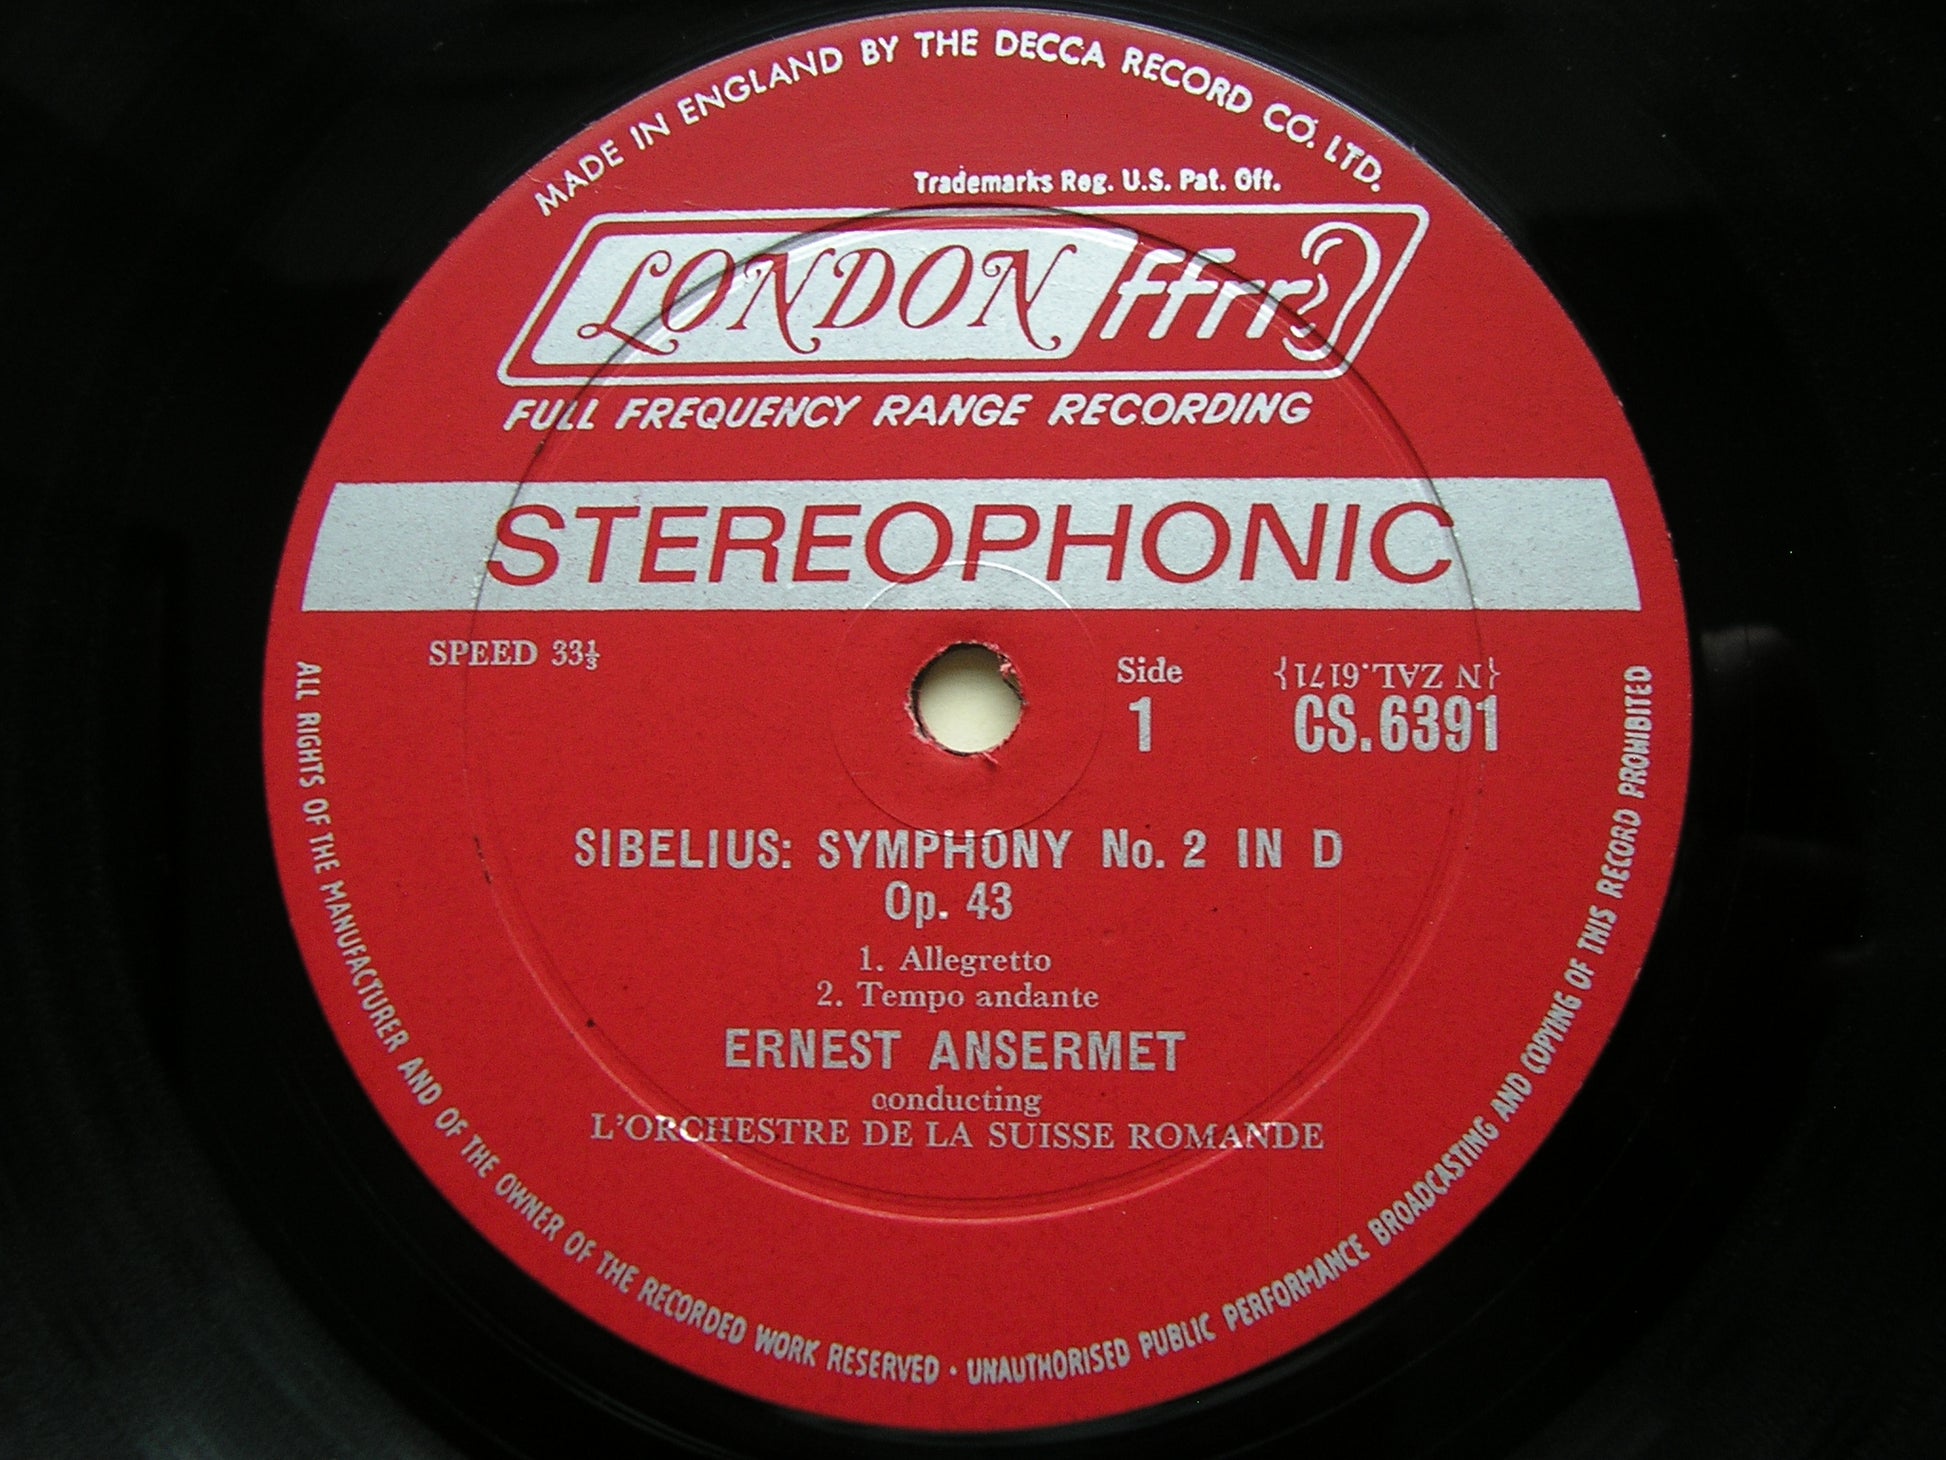 MADE IN ENGLAND BY THE DECCA RECORD CO. LTD.
Trademarks Reg. U.S. Pat. Off.
LONDON ffrr
FULL FREQUENCY RANGE RECORDING
STEREOPHONIC
SPEED 33⅓
Side
1
{N ZAL.6171}
CS.6391
SIBELIUS: SYMPHONY No. 2 IN D
Op. 43
1. Allegretto
2. Tempo andante
ERNEST ANSERMET
conducting
L'ORCHESTRE DE LA SUISSE ROMANDE
ALL RIGHTS OF THE MANUFACTURER AND OF THE OWNER OF THE RECORDED WORK RESERVED · UNAUTHORISED PUBLIC PERFORMANCE BROADCASTING AND COPYING OF THIS RECORD PROHIBITED